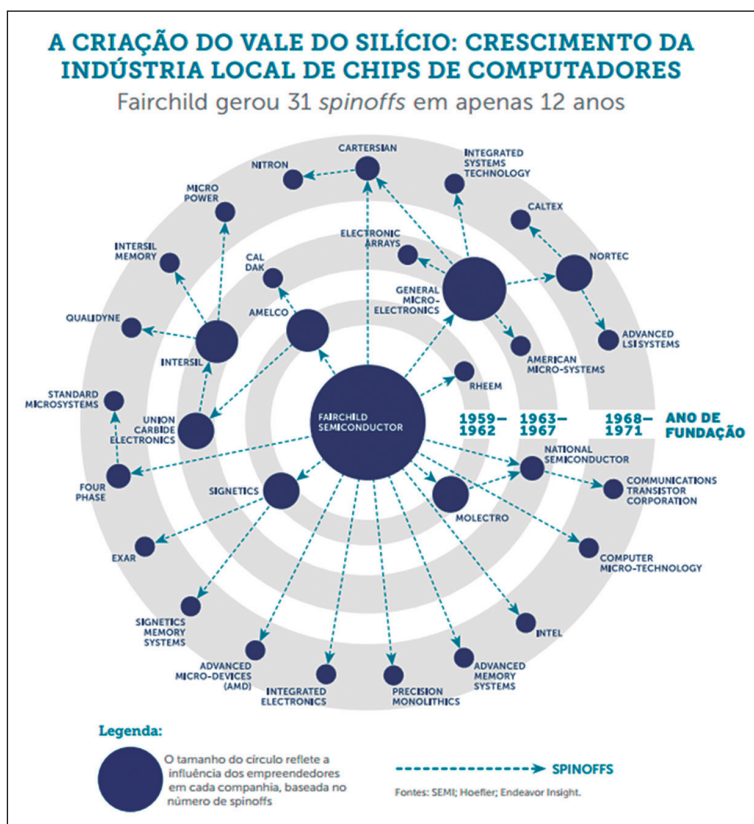 A CRIAÇÃO DO VALE DO SILÍCIO: CRESCIMENTO DA
INDÚSTRIA LOCAL DE CHIPS DE COMPUTADORES
Fairchild gerou 31 spinoffs em apenas 12 anos
CARTERSIAN
NITRON
INTEGRATED
SYSTEMS
TECHNOLOGY
MICRO
POWER
CALTEX
ELECTRONIC
ARRAYS
INTERSIL
MEMORY
CAL
DAK
NORTEC
GENERAL
MICRO-
ELECTRONICS
QUALIDYNE
AMELCO
ADVANCED
LSI SYSTEMS
INTERSIL
AMERICAN
MICRO-SYSTEMS
RHEEM
STANDARD
MICROSYSTEMS
UNION
CARBIDE
ELECTRONICS
FAIRCHILD
SEMICONDUCTOR
1959—
1962
1963—
1967
1968—
1971
ANO DE
FUNDAÇÃO
NATIONAL
SEMICONDUCTOR
FOUR
PHASE
SIGNETICS
MOLECTRO
COMMUNICATIONS
TRANSISTOR
CORPORATION
EXAR
COMPUTER
MICRO-TECHNOLOGY
SIGNETICS
MEMORY
SYSTEMS
INTEL
ADVANCED
MICRO-DEVICES
(AMD)
INTEGRATED
ELECTRONICS
PRECISION
MONOLITHICS
ADVANCED
MEMORY
SYSTEMS
Legenda:
O tamanho do círculo reflete a
influência dos empreendedores
em cada companhia, baseada no
número de spinoffs
SPINOFFS
Fontes: SEMI; Hoefler; Endeavor Insight.